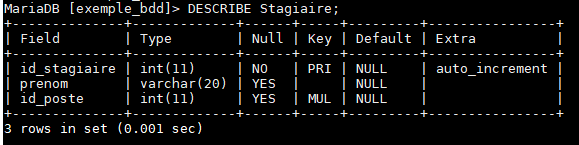 MariaDB [exemple_bdd]> DESCRIBE Stagiaire;
+--------------+-------------+------+-----+---------+----------------+
| Field        | Type        | Null | Key | Default | Extra          |
+--------------+-------------+------+-----+---------+----------------+
| id_stagiaire | int(11)     | NO   | PRI | NULL    | auto_increment |
| prenom       | varchar(20) | YES  |     | NULL    |                |
| id_poste     | int(11)     | YES  | MUL | NULL    |                |
+--------------+-------------+------+-----+---------+----------------+
3 rows in set (0.001 sec)